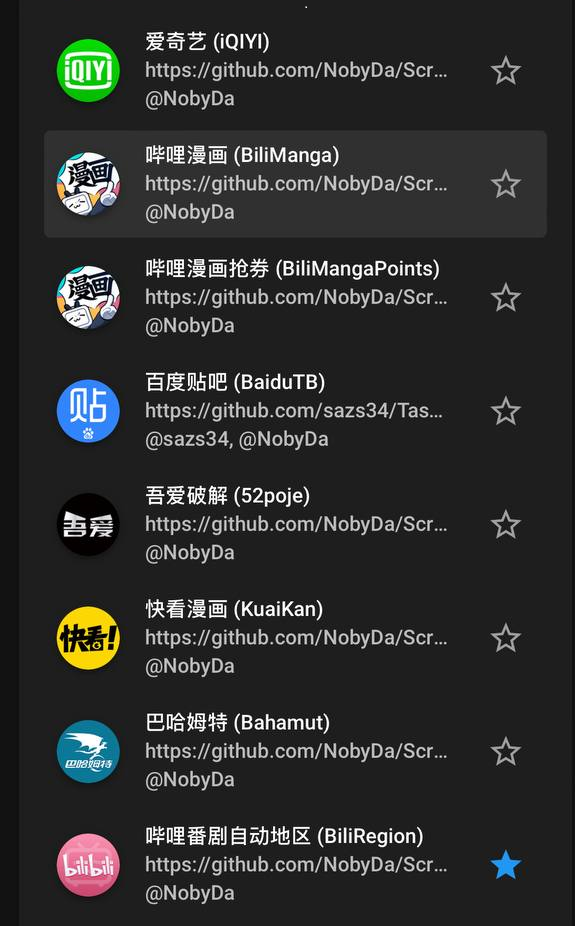 爱奇艺 (iQIYI)
https://github.com/NobyDa/Scr…
@NobyDa
iQIYI
哔哩漫画 (BiliManga)
https://github.com/NobyDa/Scr…
@NobyDa
漫画
哔哩漫画抢券 (BiliMangaPoints)
https://github.com/NobyDa/Scr…
@NobyDa
漫画
百度贴吧 (BaiduTB)
https://github.com/sazs34/Tas…
@sazs34, @NobyDa
贴
吾爱破解 (52poje)
https://github.com/NobyDa/Scr…
@NobyDa
吾爱
快看漫画 (KuaiKan)
https://github.com/NobyDa/Scr…
@NobyDa
快看!
巴哈姆特 (Bahamut)
https://github.com/NobyDa/Scr…
@NobyDa
巴哈姆特
哔哩番剧自动地区 (BiliRegion)
https://github.com/NobyDa/Scr…
@NobyDa
bilibili